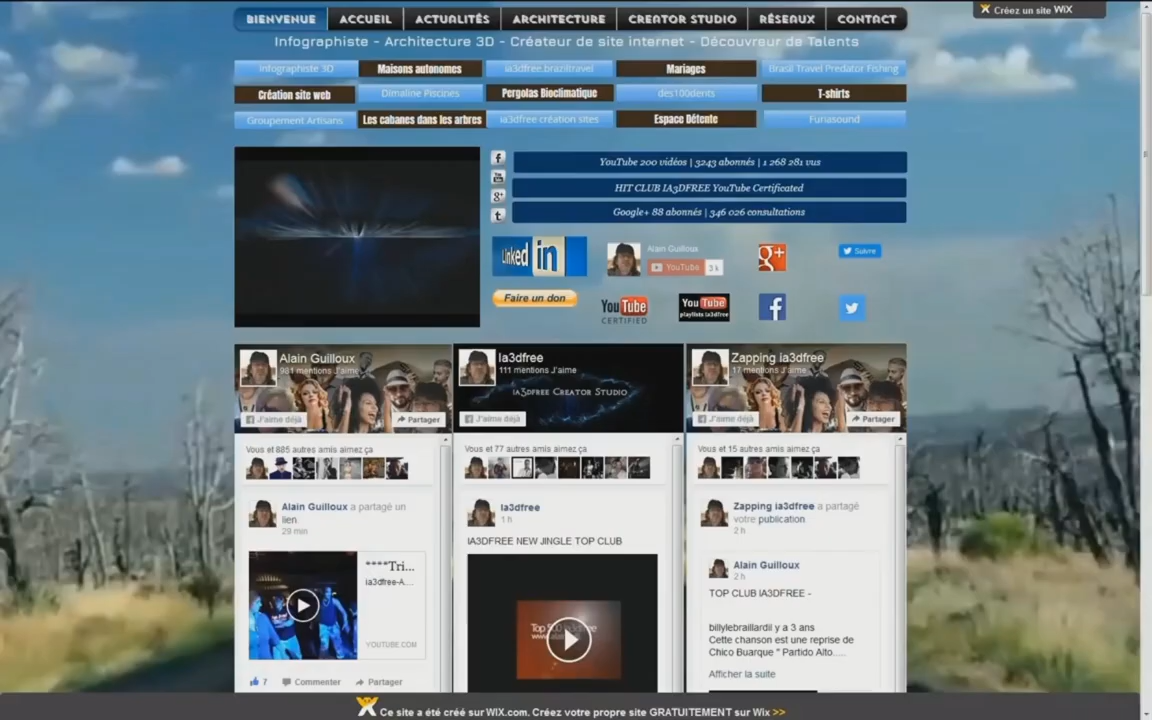 BIENVENUE ACCUEIL ACTUALITÉS ARCHITECTURE CREATOR STUDIO RÉSEAUX CONTACT
Créez un site WiX
Infographiste - Architecture 3D - Créateur de site internet - Découvreur de Talents
Infographiste 3D Maisons autonomes ia3dfree.braziltravel Mariages Brasil Travel Predator Fishing
Création site web Dimaline Piscines Pergolas Bioclimatique des100dents T-shirts
Groupement Artisans Les cabanes dans les arbres ia3dfree création sites Espace Détente Furiasound
YouTube 200 vidéos | 3243 abonnés | 1 268 281 vus
HIT CLUB IA3DFREE YouTube Certificated
Google+ 88 abonnés | 346 026 consultations
f
You Tube
g+
t
Linked in
Alain Guilloux
YouTube 3 k
g+
Suivre
Faire un don
YouTube
CERTIFIED
YouTube
playlists ia3dfree
f
Alain Guilloux
981 mentions J'aime
J'aime déjà
Partager
Ia3dfree
111 mentions J'aime
IA3DFREE CREATOR STUDIO
J'aime déjà
Zapping ia3dfree
17 mentions J'aime
J'aime déjà
Partager
Vous et 885 autres amis aimez ça
Alain Guilloux a partagé un
lien
29 min
****Tri...
ia3dfree-A...
YOUTUBE.COM
7 Commenter Partager
Vous et 77 autres amis aimez ça
Ia3dfree
1 h
IA3DFREE NEW JINGLE TOP CLUB
Vous et 15 autres amis aimez ça
Zapping ia3dfree a partagé
votre publication
2 h
Alain Guilloux
2 h
TOP CLUB IA3DFREE -
billylebraillardil y a 3 ans
Cette chanson est une reprise de
Chico Buarque " Partido Alto.....
Afficher la suite
Ce site a été créé sur WIX.com. Créez votre propre site GRATUITEMENT sur Wix >>